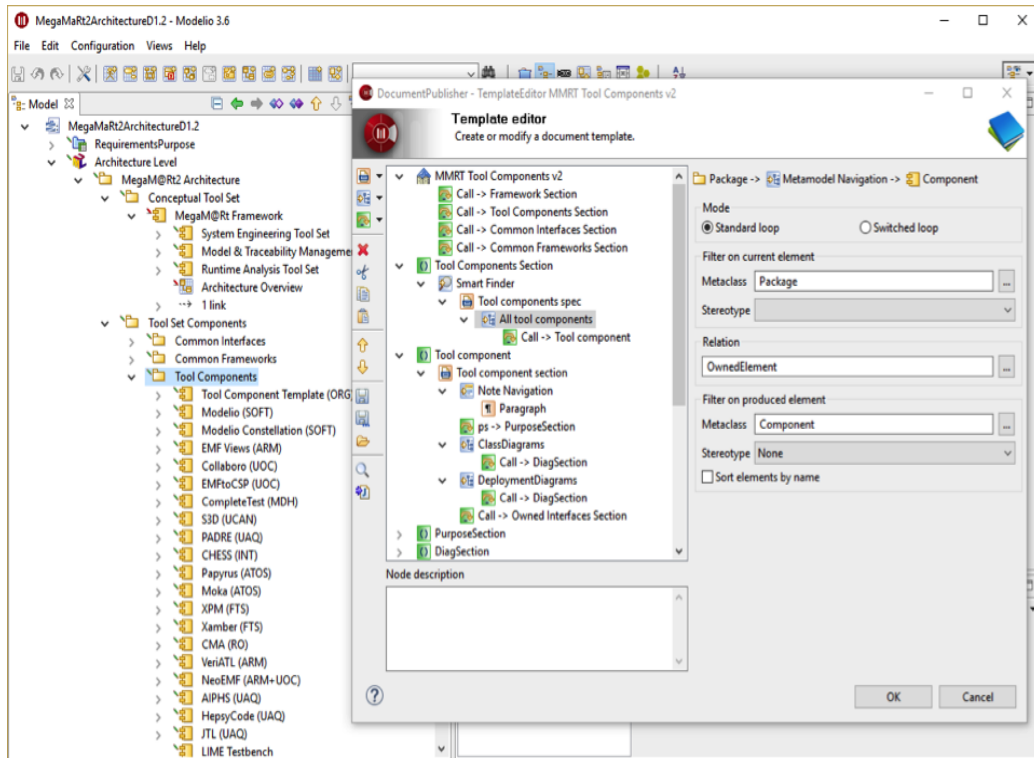 MegaMaRt2ArchitectureD1.2 - Modelio 3.6
File Edit Configuration Views Help
Model
MegaMaRt2ArchitectureD1.2
RequirementsPurpose
Architecture Level
MegaM@Rt2 Architecture
Conceptual Tool Set
MegaM@Rt Framework
System Engineering Tool Set
Model & Traceability Manageme
Runtime Analysis Tool Set
Architecture Overview
1 link
Tool Set Components
Common Interfaces
Common Frameworks
Tool Components
Tool Component Template (ORG
Modelio (SOFT)
Modelio Constellation (SOFT)
EMF Views (ARM)
Collaboro (UOC)
EMFtoCSP (UOC)
CompleteTest (MDH)
S3D (UCAN)
PADRE (UAQ)
CHESS (INT)
Papyrus (ATOS)
Moka (ATOS)
XPM (FTS)
Xamber (FTS)
CMA (RO)
VeriATL (ARM)
NeoEMF (ARM+UOC)
AIPHS (UAQ)
HepsyCode (UAQ)
JTL (UAQ)
LIME Testbench
DocumentPublisher - TemplateEditor MMRT Tool Components v2
Template editor
Create or modify a document template.
MMRT Tool Components v2
Call -> Framework Section
Call -> Tool Components Section
Call -> Common Interfaces Section
Call -> Common Frameworks Section
Tool Components Section
Smart Finder
Tool components spec
All tool components
Call -> Tool component
Tool component
Tool component section
Note Navigation
Paragraph
ps -> PurposeSection
ClassDiagrams
Call -> DiagSection
DeploymentDiagrams
Call -> DiagSection
Call -> Owned Interfaces Section
PurposeSection
DiagSection
Node description
Package -> Metamodel Navigation -> Component
Mode
Standard loop Switched loop
Filter on current element
Metaclass Package ...
Stereotype
Relation
OwnedElement ...
Filter on produced element
Metaclass Component ...
Stereotype None
Sort elements by name
OK Cancel